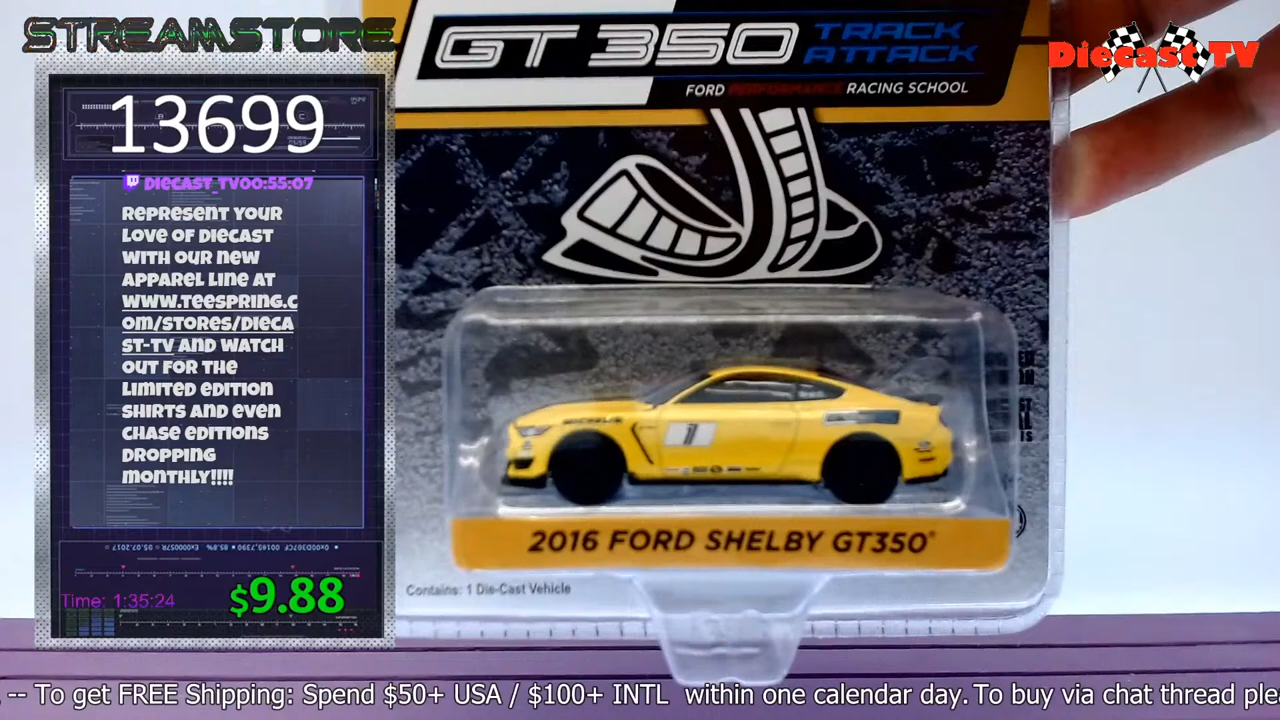 STREAMSTORE
13699
DIECAST_TV00:55:07
REPRESENT YOUR
LOVE OF DIECAST
WITH OUR NEW
APPAREL LINE AT
WWW.TEESPRING.C
OM/STORES/DIECA
ST-TV AND WATCH
OUT FOR THE
LIMITED EDITION
SHIRTS AND EVEN
CHASE EDITIONS
DROPPING
MONTHLY!!!!
Time: 1:35:24
$9.88
GT 350 TRACK
ATTACK
FORD PERFORMANCE RACING SCHOOL
Diecast TV
MICHELIN
1
2016 FORD SHELBY GT350®
Contains: 1 Die-Cast Vehicle
-- To get FREE Shipping: Spend $50+ USA / $100+ INTL within one calendar day. To buy via chat thread ple